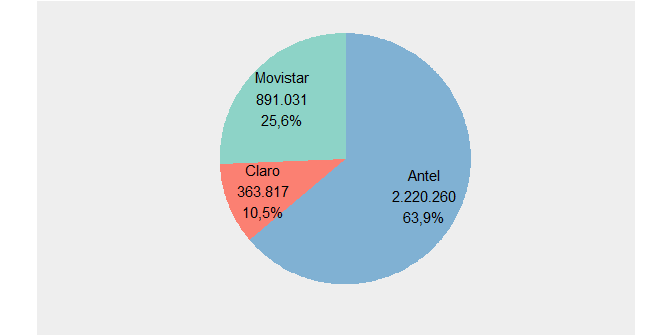 Movistar
891.031
25,6%
Claro
363.817
10,5%
Antel
2.220.260
63,9%